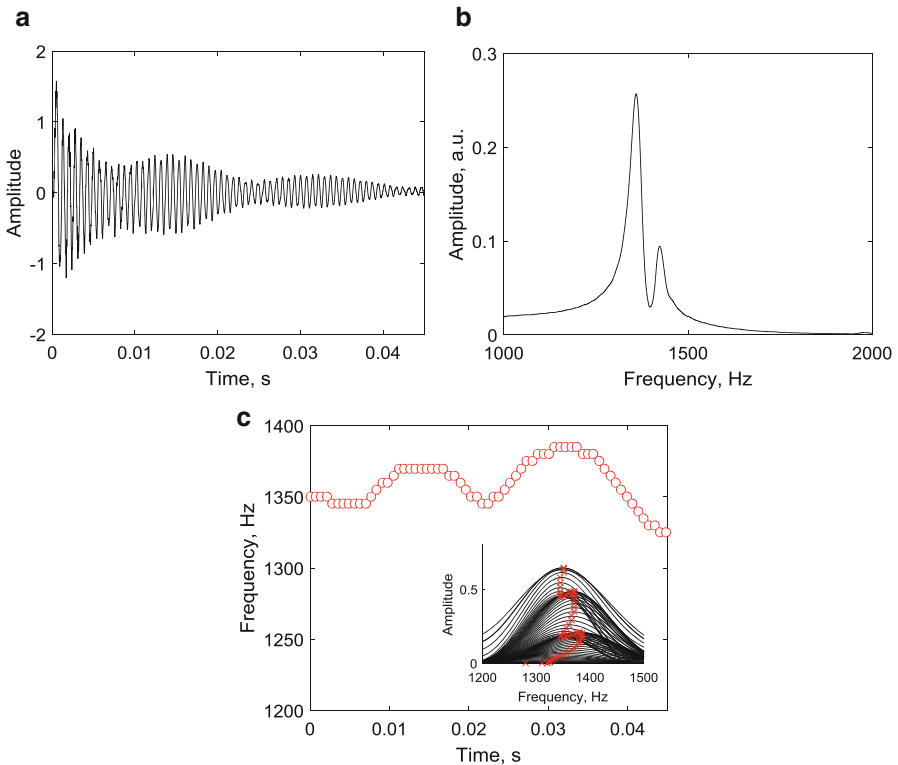 a
2
1
0
-1
-2
Amplitude
0 0.01 0.02 0.03 0.04
Time, s
b
0.3
0.2
0.1
0
Amplitude, a.u.
1000 1500 2000
Frequency, Hz
c
1400
1350
1300
1250
1200
Frequency, Hz
0.5
0
Amplitude
1200 1300 1400 1500
Frequency, Hz
0 0.01 0.02 0.03 0.04
Time, s